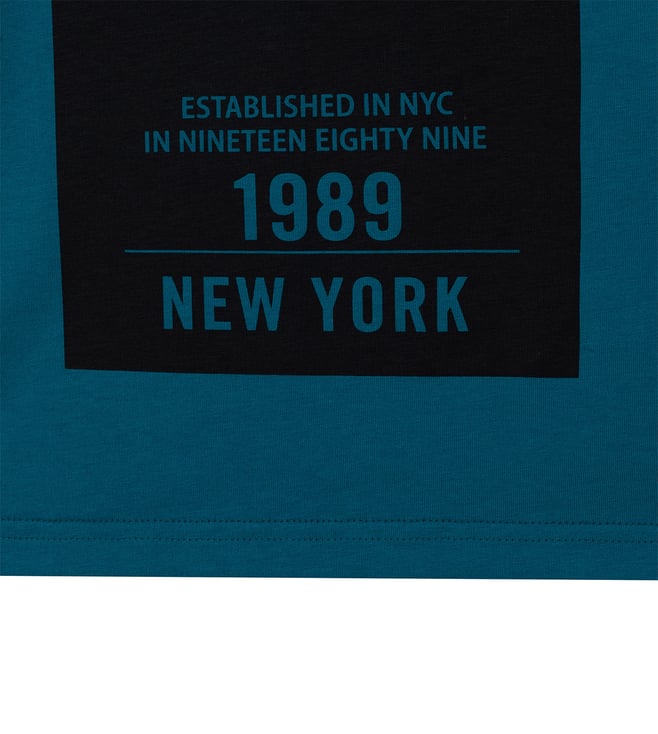 ESTABLISHED IN NYC
IN NINETEEN EIGHTY NINE
1989
NEW YORK